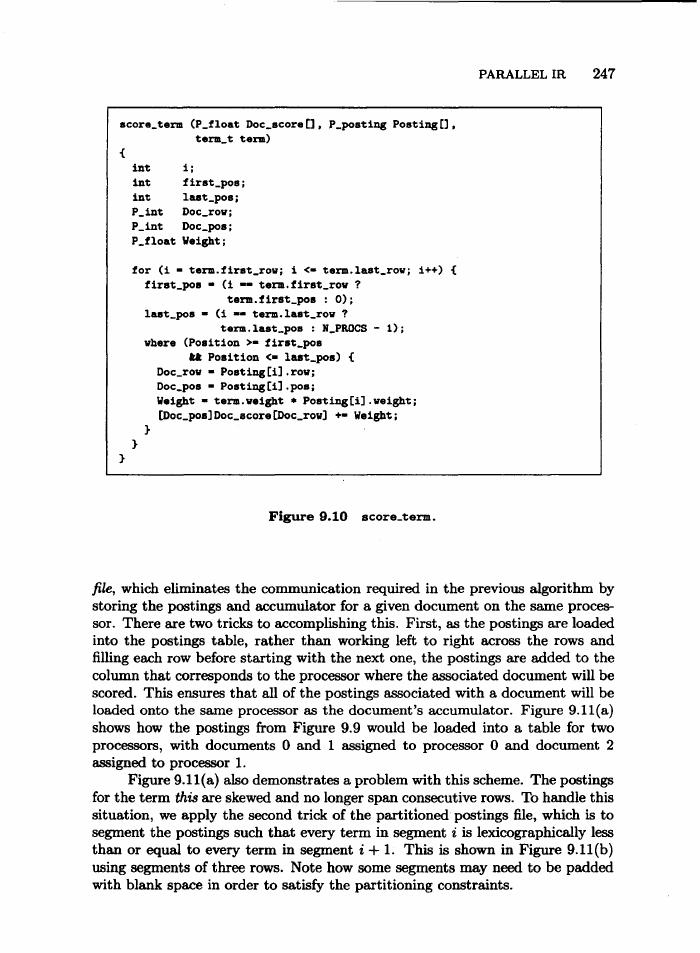 PARALLEL IR 247
score_term (P_float Doc_score[], P_posting Posting[],
term_t term)
{
int i;
int first_pos;
int last_pos;
P_int Doc_row;
P_int Doc_pos;
P_float Weight;
for (i = term.first_row; i <= term.last_row; i++) {
first_pos = (i == term.first_row ?
term.first_pos : 0);
last_pos = (i == term.last_row ?
term.last_pos : N_PROCS - 1);
where (Position >= first_pos
&& Position <= last_pos) {
Doc_row = Posting[i].row;
Doc_pos = Posting[i].pos;
Weight = term.weight * Posting[i].weight;
[Doc_pos]Doc_score[Doc_row] += Weight;
}
}
}
Figure 9.10 score_term.
file, which eliminates the communication required in the previous algorithm by
storing the postings and accumulator for a given document on the same proces-
sor. There are two tricks to accomplishing this. First, as the postings are loaded
into the postings table, rather than working left to right across the rows and
filling each row before starting with the next one, the postings are added to the
column that corresponds to the processor where the associated document will be
scored. This ensures that all of the postings associated with a document will be
loaded onto the same processor as the document's accumulator. Figure 9.11(a)
shows how the postings from Figure 9.9 would be loaded into a table for two
processors, with documents 0 and 1 assigned to processor 0 and document 2
assigned to processor 1.
Figure 9.11(a) also demonstrates a problem with this scheme. The postings
for the term this are skewed and no longer span consecutive rows. To handle this
situation, we apply the second trick of the partitioned postings file, which is to
segment the postings such that every term in segment i is lexicographically less
than or equal to every term in segment i + 1. This is shown in Figure 9.11(b)
using segments of three rows. Note how some segments may need to be padded
with blank space in order to satisfy the partitioning constraints.